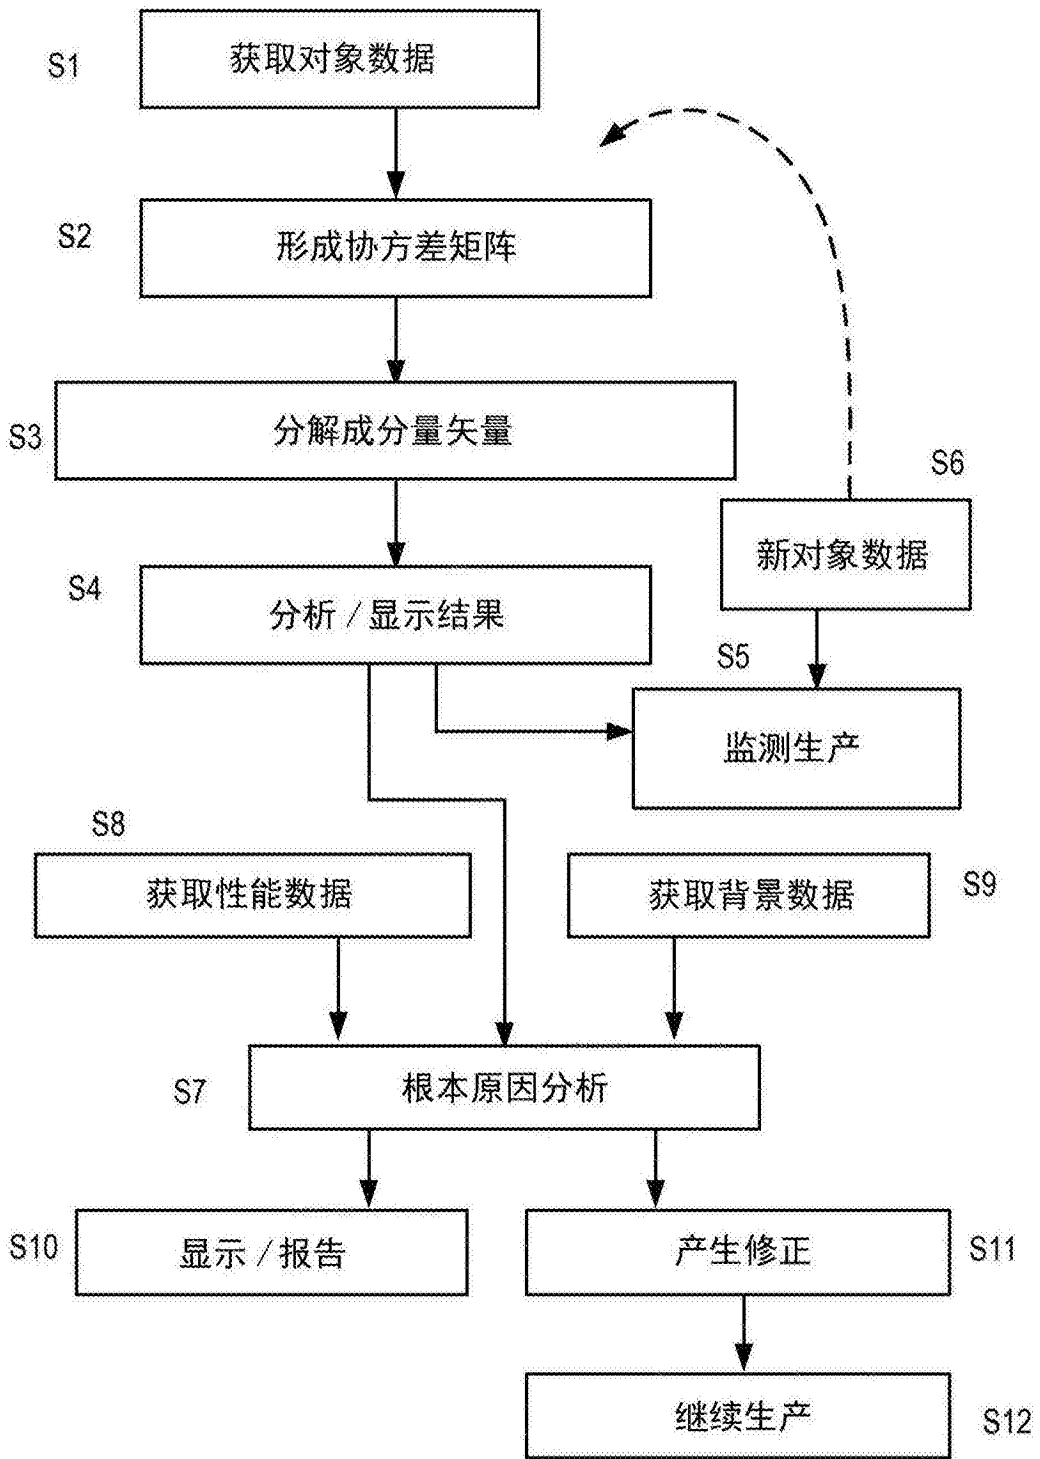 S1
获取对象数据
S2
形成协方差矩阵
S3
分解成分量矢量
S6
新对象数据
S4
分析/显示结果
S5
监测生产
S8
获取性能数据
获取背景数据
S9
S7
根本原因分析
S10
显示/报告
产生修正
S11
继续生产
S12